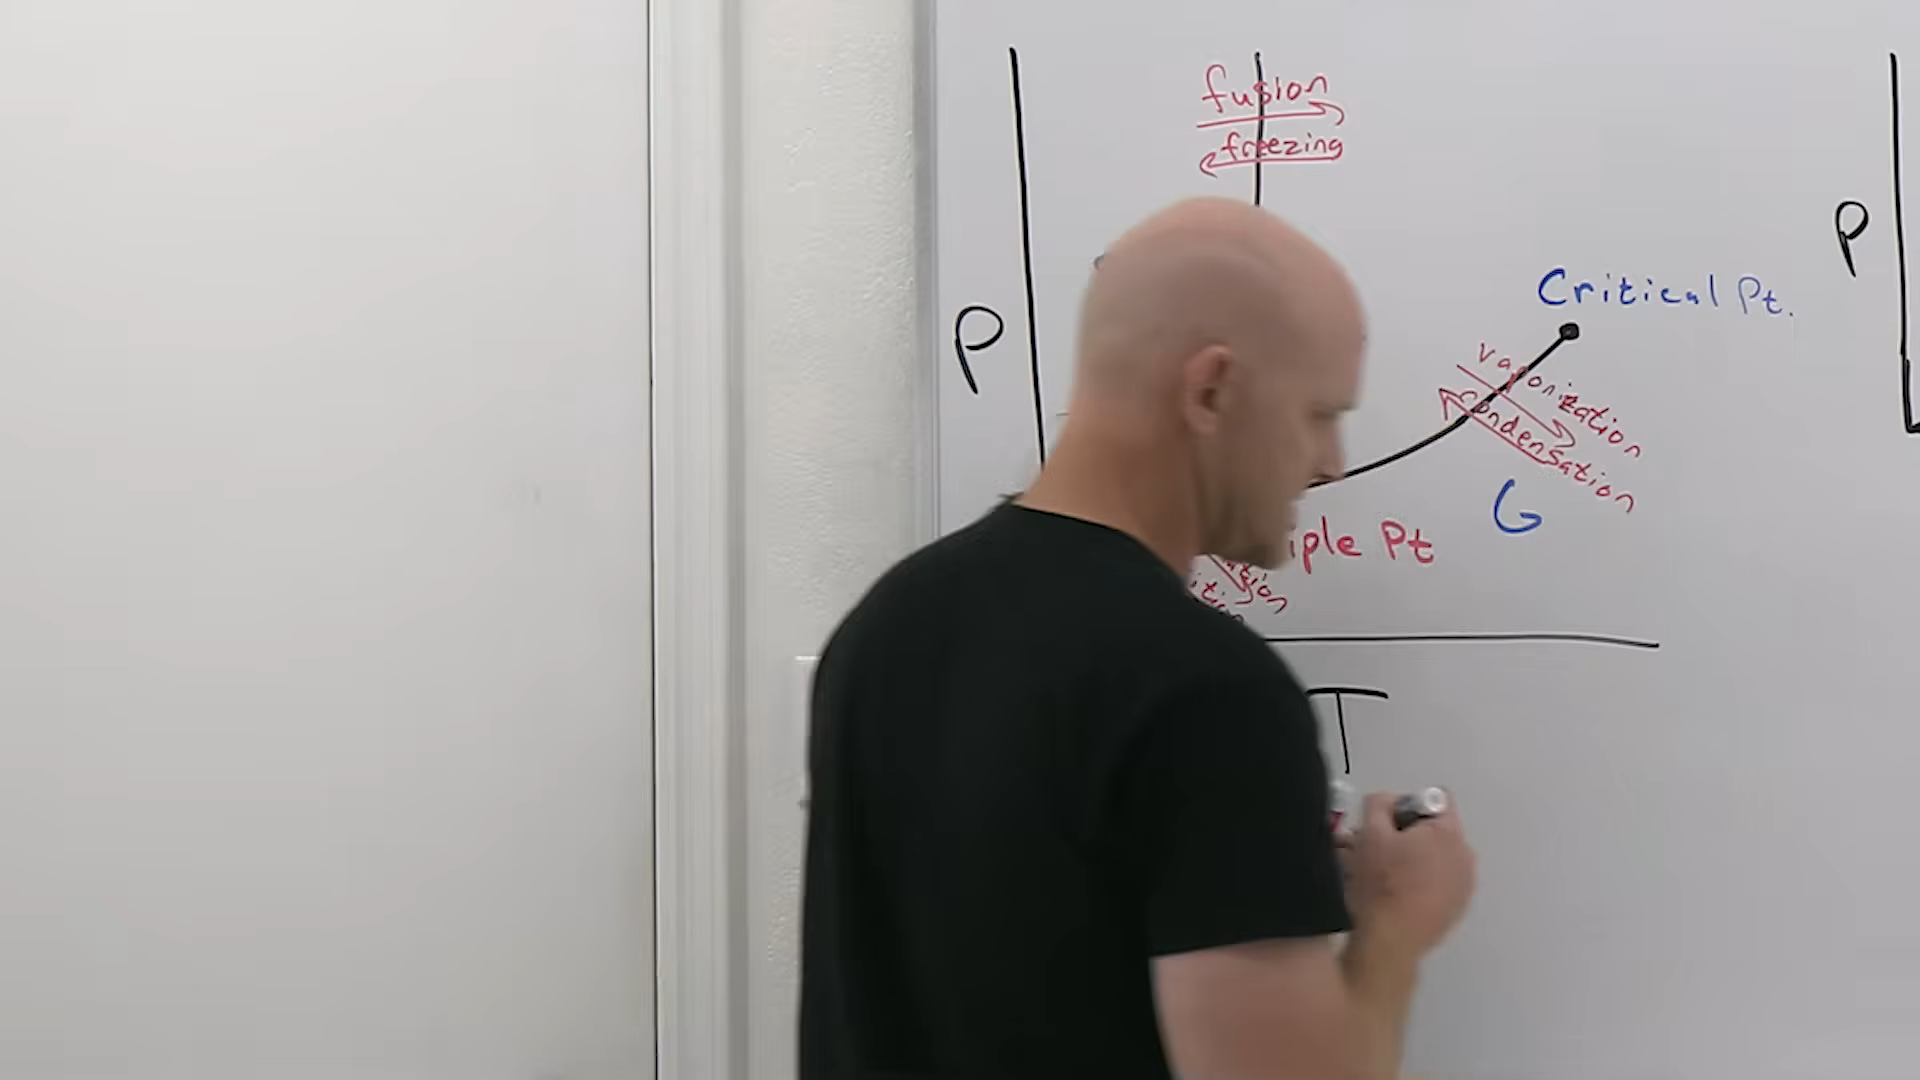 fusion
freezing
P
P
Critical Pt.
vaporization
condensation
G
iple Pt
T